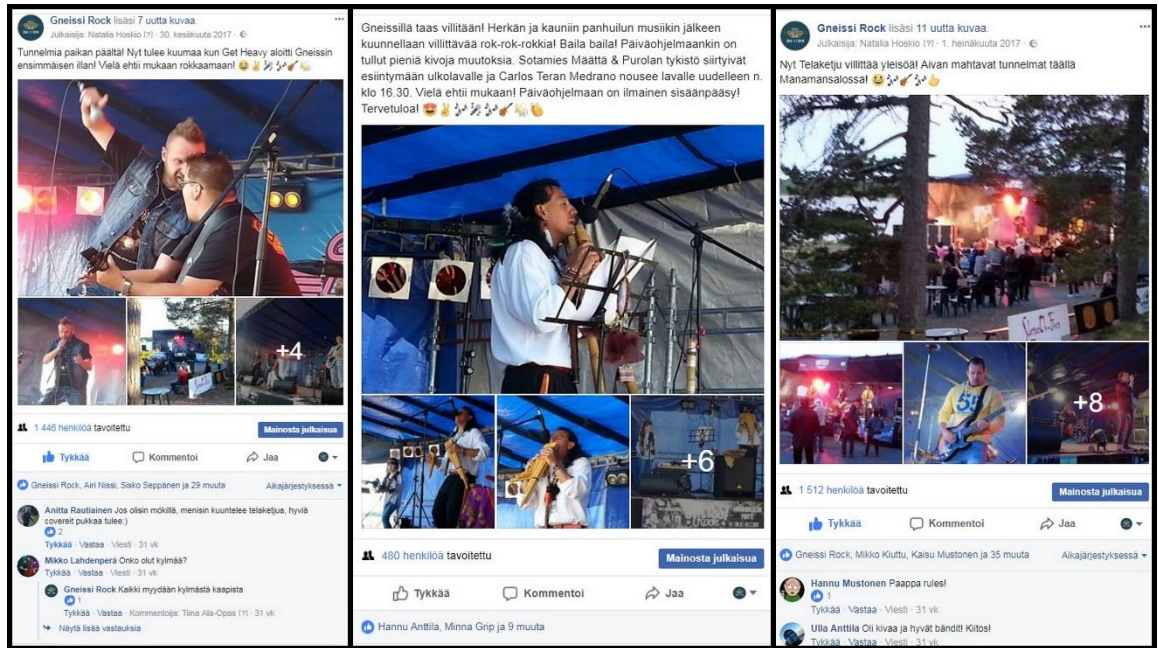 Gneissi Rock lisäsi 7 uutta kuvaa.
Julkaisija: Natalia Hoskio [?] · 30. kesäkuuta 2017 ·
Tunnelmia paikan päältä! Nyt tulee kuumaa kun Get Heavy aloitti Gneissin
ensimmäisen illan! Vielä ehtii mukaan rokkaamaan!
+4
1 446 henkilöä tavoitettu
Mainosta julkaisua
Tykkää
Kommentoi
Jaa
Gneissi Rock, Airi Nissi, Sisko Seppänen ja 29 muuta
Aikajärjestyksessä
Anitta Rautiainen Jos olisin mökillä, menisin kuuntelee telaketjua, hyviä
covereit pukkaa tulee:)
2
Tykkää · Vastaa · Viesti · 31 vk
Mikko Lahdenperä Onko olut kylmää?
Tykkää · Vastaa · Viesti · 31 vk
Gneissi Rock Kaikki myydään kylmästä kaapista
1
Tykkää · Vastaa · Kommentoija: Tiina Ala-Opas [?] · 31 vk
Näytä lisää vastauksia
Gneissillä taas villitään! Herkän ja kauniin panhuilun musiikin jälkeen
kuunnellaan villittävää rok-rok-rokkia! Baila baila! Päiväohjelmaankin on
tullut pieniä kivoja muutoksia. Sotamies Määttä & Purolan tykistö siirtyivät
esiintymään ulkolavalle ja Carlos Teran Medrano nousee lavalle uudelleen n.
klo 16.30. Vielä ehtii mukaan! Päiväohjelmaan on ilmainen sisäänpääsy!
Tervetuloa!
+6
480 henkilöä tavoitettu
Mainosta julkaisua
Tykkää
Kommentoi
Jaa
Hannu Anttila, Minna Grip ja 9 muuta
Gneissi Rock lisäsi 11 uutta kuvaa.
Julkaisija: Natalia Hoskio [?] · 1. heinäkuuta 2017 ·
Nyt Telaketju villittää yleisöä! Aivan mahtavat tunnelmat täällä
Manamansalossa!
+8
1 512 henkilöä tavoitettu
Mainosta julkaisua
Tykkää
Kommentoi
Jaa
Gneissi Rock, Mikko Kiuttu, Kaisu Mustonen ja 35 muuta
Aikajärjestyksessä
Hannu Mustonen Paappa rules!
1
Tykkää · Vastaa · Viesti · 31 vk
Ulla Anttila Oli kivaa ja hyvät bändit! Kiitos!
Tykkää · Vastaa · Viesti · 31 vk